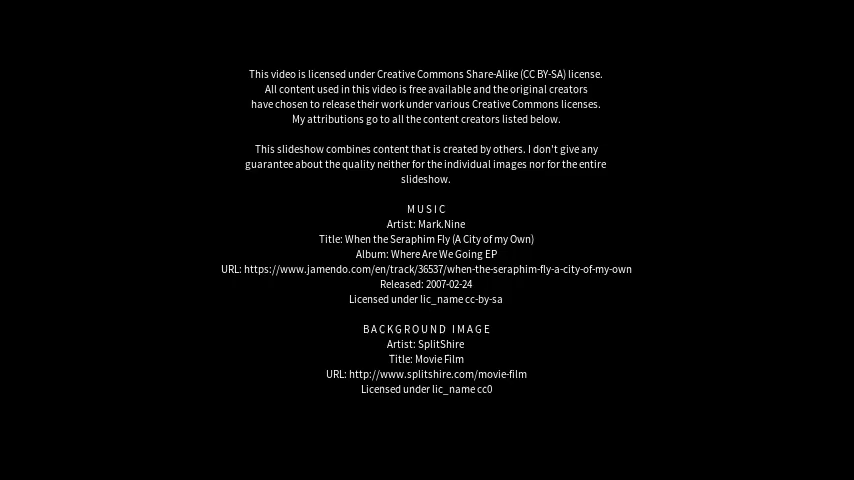 This video is licensed under Creative Commons Share-Alike (CC BY-SA) license.
All content used in this video is free available and the original creators
have chosen to release their work under various Creative Commons licenses.
My attributions go to all the content creators listed below.
This slideshow combines content that is created by others. I don't give any
guarantee about the quality neither for the individual images nor for the entire
slideshow.
MUSIC
Artist: Mark.Nine
Title: When the Seraphim Fly (A City of my Own)
Album: Where Are We Going EP
URL: https://www.jamendo.com/en/track/36537/when-the-seraphim-fly-a-city-of-my-own
Released: 2007-02-24
Licensed under lic_name cc-by-sa
BACKGROUND IMAGE
Artist: SplitShire
Title: Movie Film
URL: http://www.splitshire.com/movie-film
Licensed under lic_name cc0